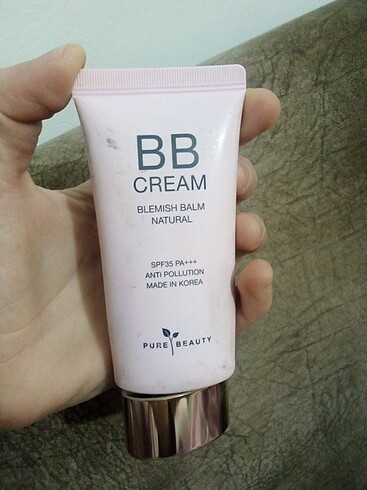 BB
CREAM
BLEMISH BALM
NATURAL
SPF35 PA+++
ANTI POLLUTION
MADE IN KOREA
PURE BEAUTY